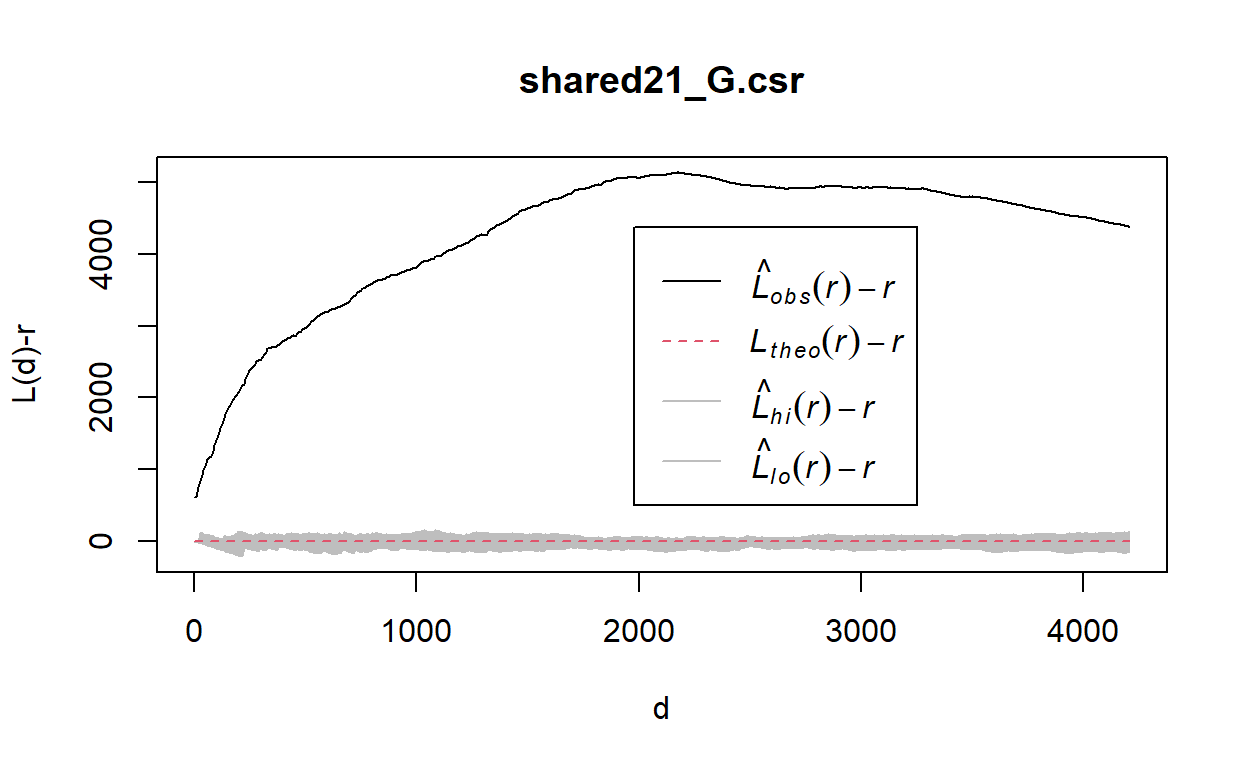 shared21_G.csr
L(d)-r
4000
2000
0
L̂obs(r) − r
Ltheo(r) − r
L̂hi(r) − r
L̂lo(r) − r
0 1000 2000 3000 4000
d